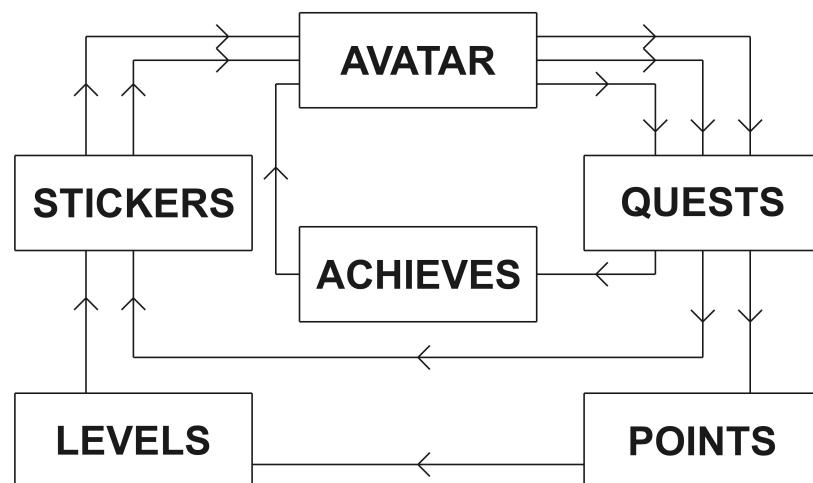 AVATAR
STICKERS
QUESTS
ACHIEVES
LEVELS
POINTS